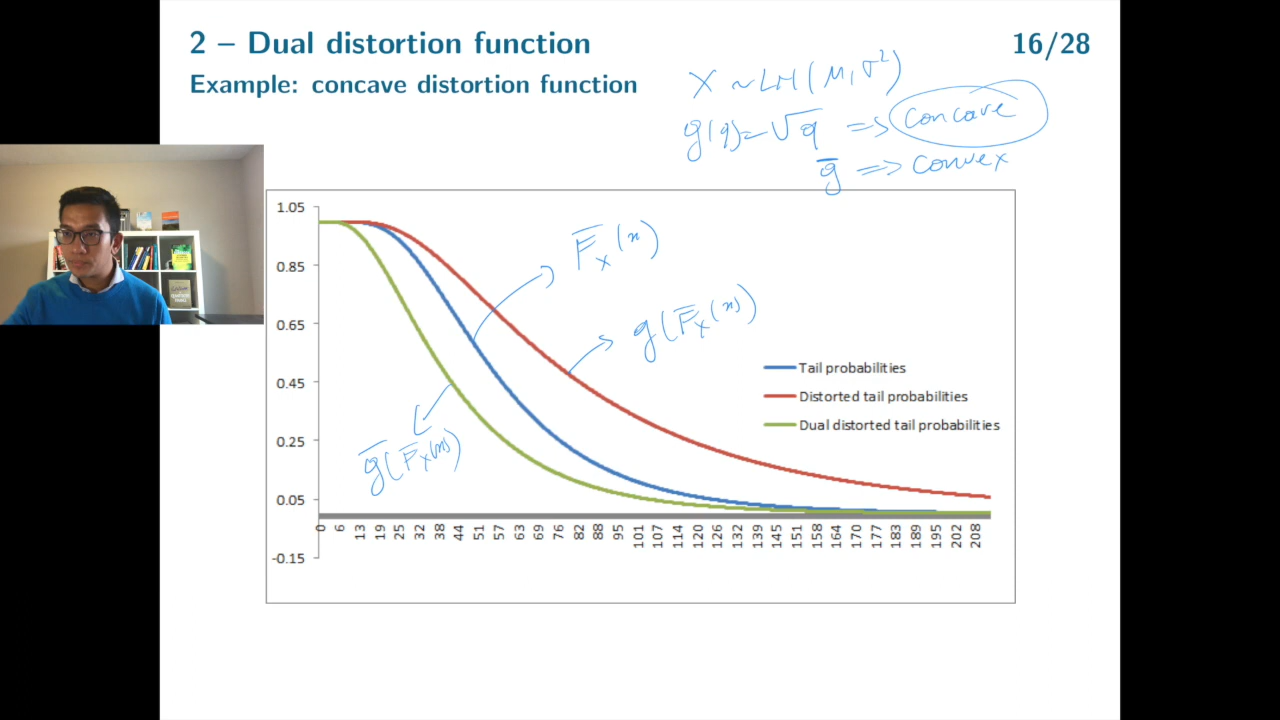 2 – Dual distortion function
16/28
Example: concave distortion function
X ~ LN(μ, σ²)
g(q) = √q => concave
g̅ => convex
1.05
0.85
0.65
0.45
0.25
0.05
-0.15
F̅_X(x)
g(F̅_X(x))
g̅(F̅_X(x))
Tail probabilities
Distorted tail probabilities
Dual distorted tail probabilities
0 6 13 19 25 32 38 44 51 57 63 69 76 82 88 95 101 107 114 120 126 132 139 145 151 158 164 170 177 183 189 195 202 208